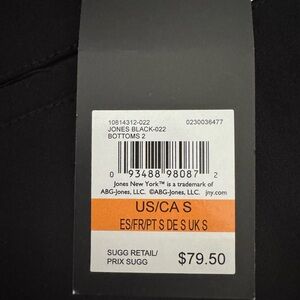 10614312-022 0230036477
JONES BLACK-022
BOTTOMS 2
0 93488 98087 2
Jones New York™ is a trademark of
ABG-Jones, LLC. ©ABG-Jones, LLC. jny.com
US/CA S
ES/FR/PT S DE S UK S
SUGG RETAIL/
PRIX SUGG $79.50